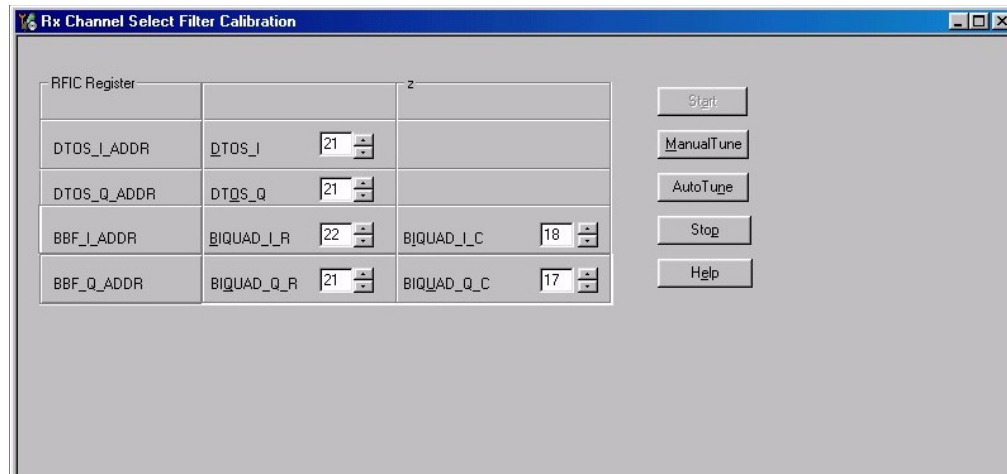 Rx Channel Select Filter Calibration
RFIC Register
z
Start
DTOS_I_ADDR DTOS_I 21
ManualTune
DTOS_Q_ADDR DTOS_Q 21
AutoTune
BBF_I_ADDR BIQUAD_I_R 22 BIQUAD_I_C 18
Stop
BBF_Q_ADDR BIQUAD_Q_R 21 BIQUAD_Q_C 17
Help